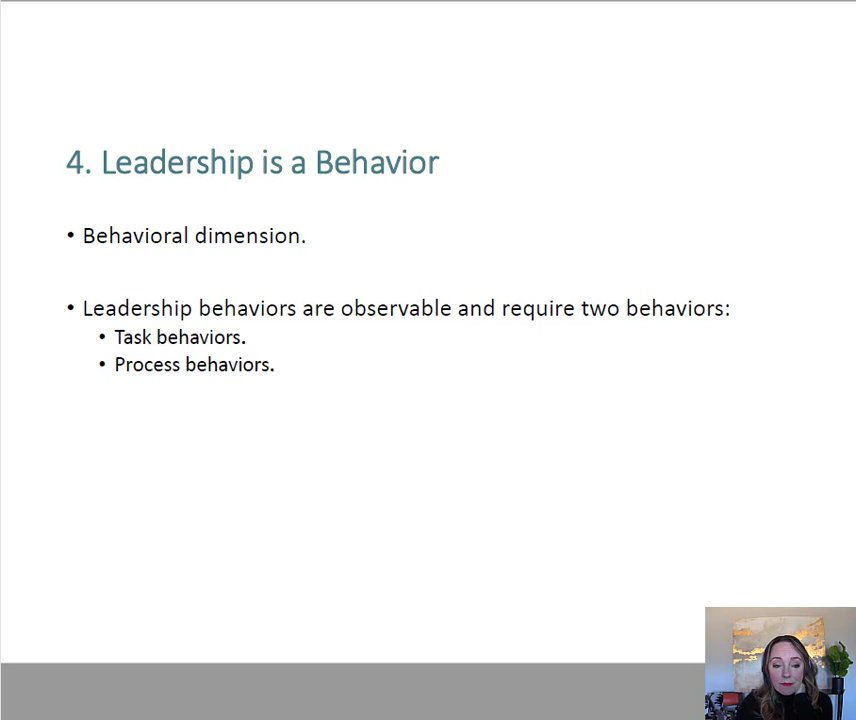 4. Leadership is a Behavior
• Behavioral dimension.
• Leadership behaviors are observable and require two behaviors:
• Task behaviors.
• Process behaviors.